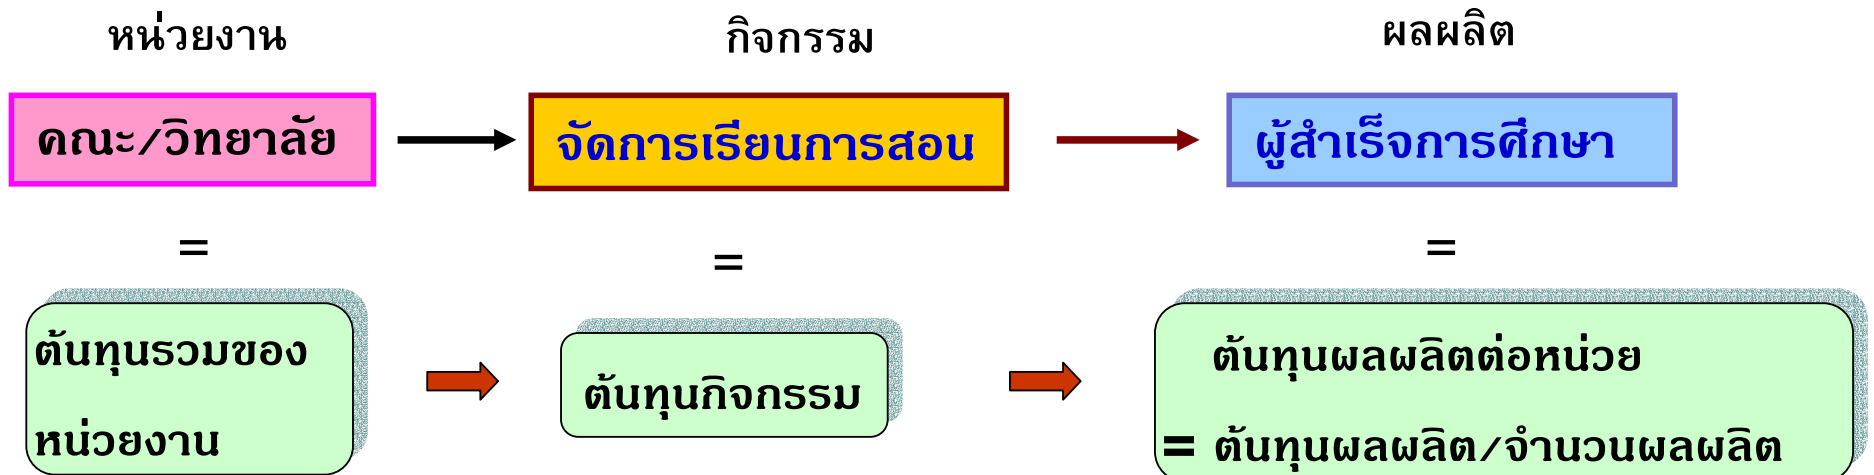 หน่วยงาน กิจกรรม ผลผลิต
คณะ/วิทยาลัย จัดการเรียนการสอน ผู้สำเร็จการศึกษา
= = =
ต้นทุนรวมของ
หน่วยงาน
ต้นทุนกิจกรรม
ต้นทุนผลผลิตต่อหน่วย
= ต้นทุนผลผลิต/จำนวนผลผลิต